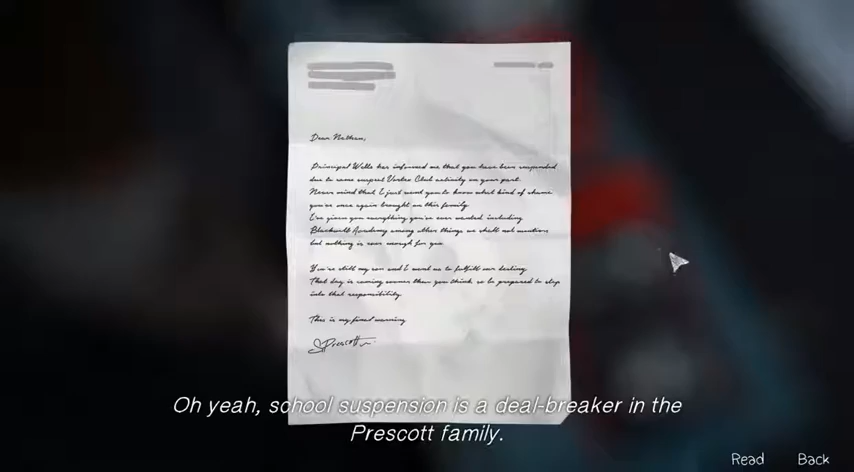 Dear Nathan,
Principal Wells has informed me that you have been suspended
due to some suspect Vortex Club activity on your part.
Never mind that I just want you to know what kind of shame
you've once again brought on this family.
I've given you everything you've ever wanted including
Blackwell Academy among other things we shall not mention
but nothing is ever enough for you.
You're still my son and I want us to fulfill our destiny
That day is coming sooner than you think so be prepared to step
into that responsibility.
This is my final warning
SPrescott
Oh yeah, school suspension is a deal-breaker in the
Prescott family.
Read Back